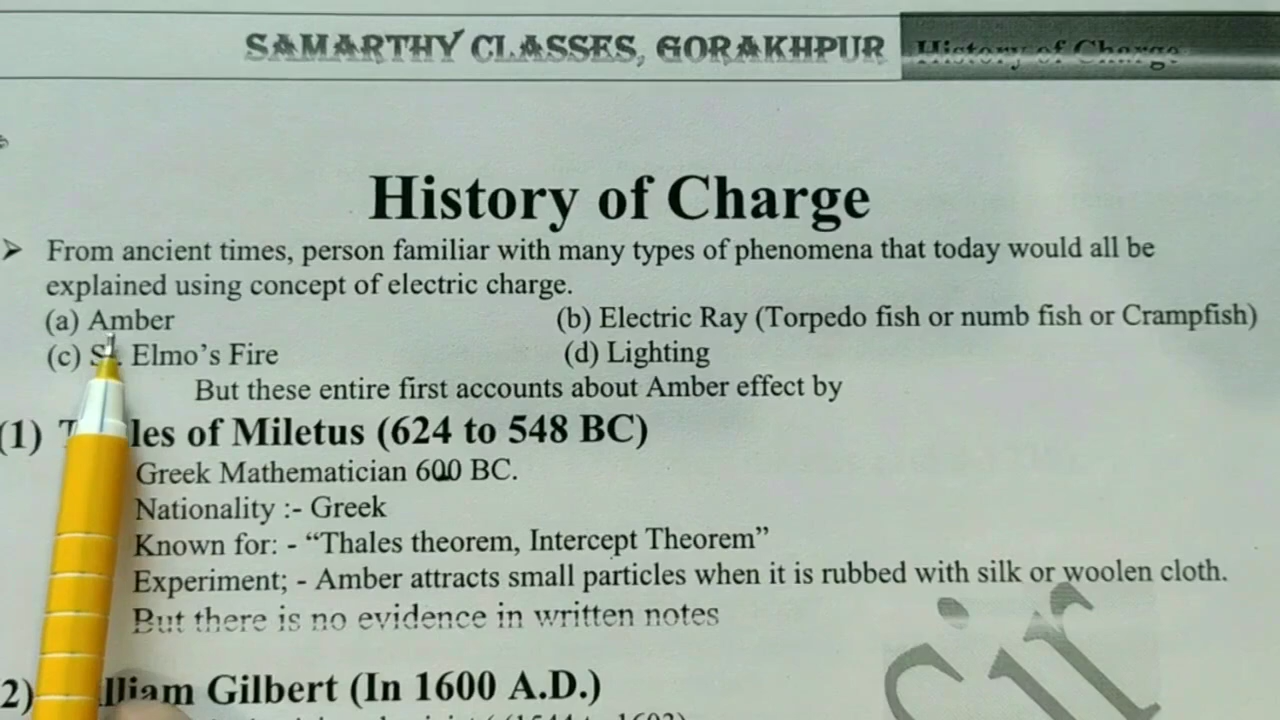 SAMARTHY CLASSES, GORAKHPUR History of Charge
History of Charge
➤ From ancient times, person familiar with many types of phenomena that today would all be
explained using concept of electric charge.
(a) Amber (b) Electric Ray (Torpedo fish or numb fish or Crampfish)
(c) Elmo's Fire (d) Lighting
But these entire first accounts about Amber effect by
(1) of Miletus (624 to 548 BC)
Greek Mathematician 600 BC.
Nationality :- Greek
Known for: - “Thales theorem, Intercept Theorem”
Experiment; - Amber attracts small particles when it is rubbed with silk or woolen cloth.
But there is no evidence in written notes
2) Gilbert (In 1600 A.D.)
Sir